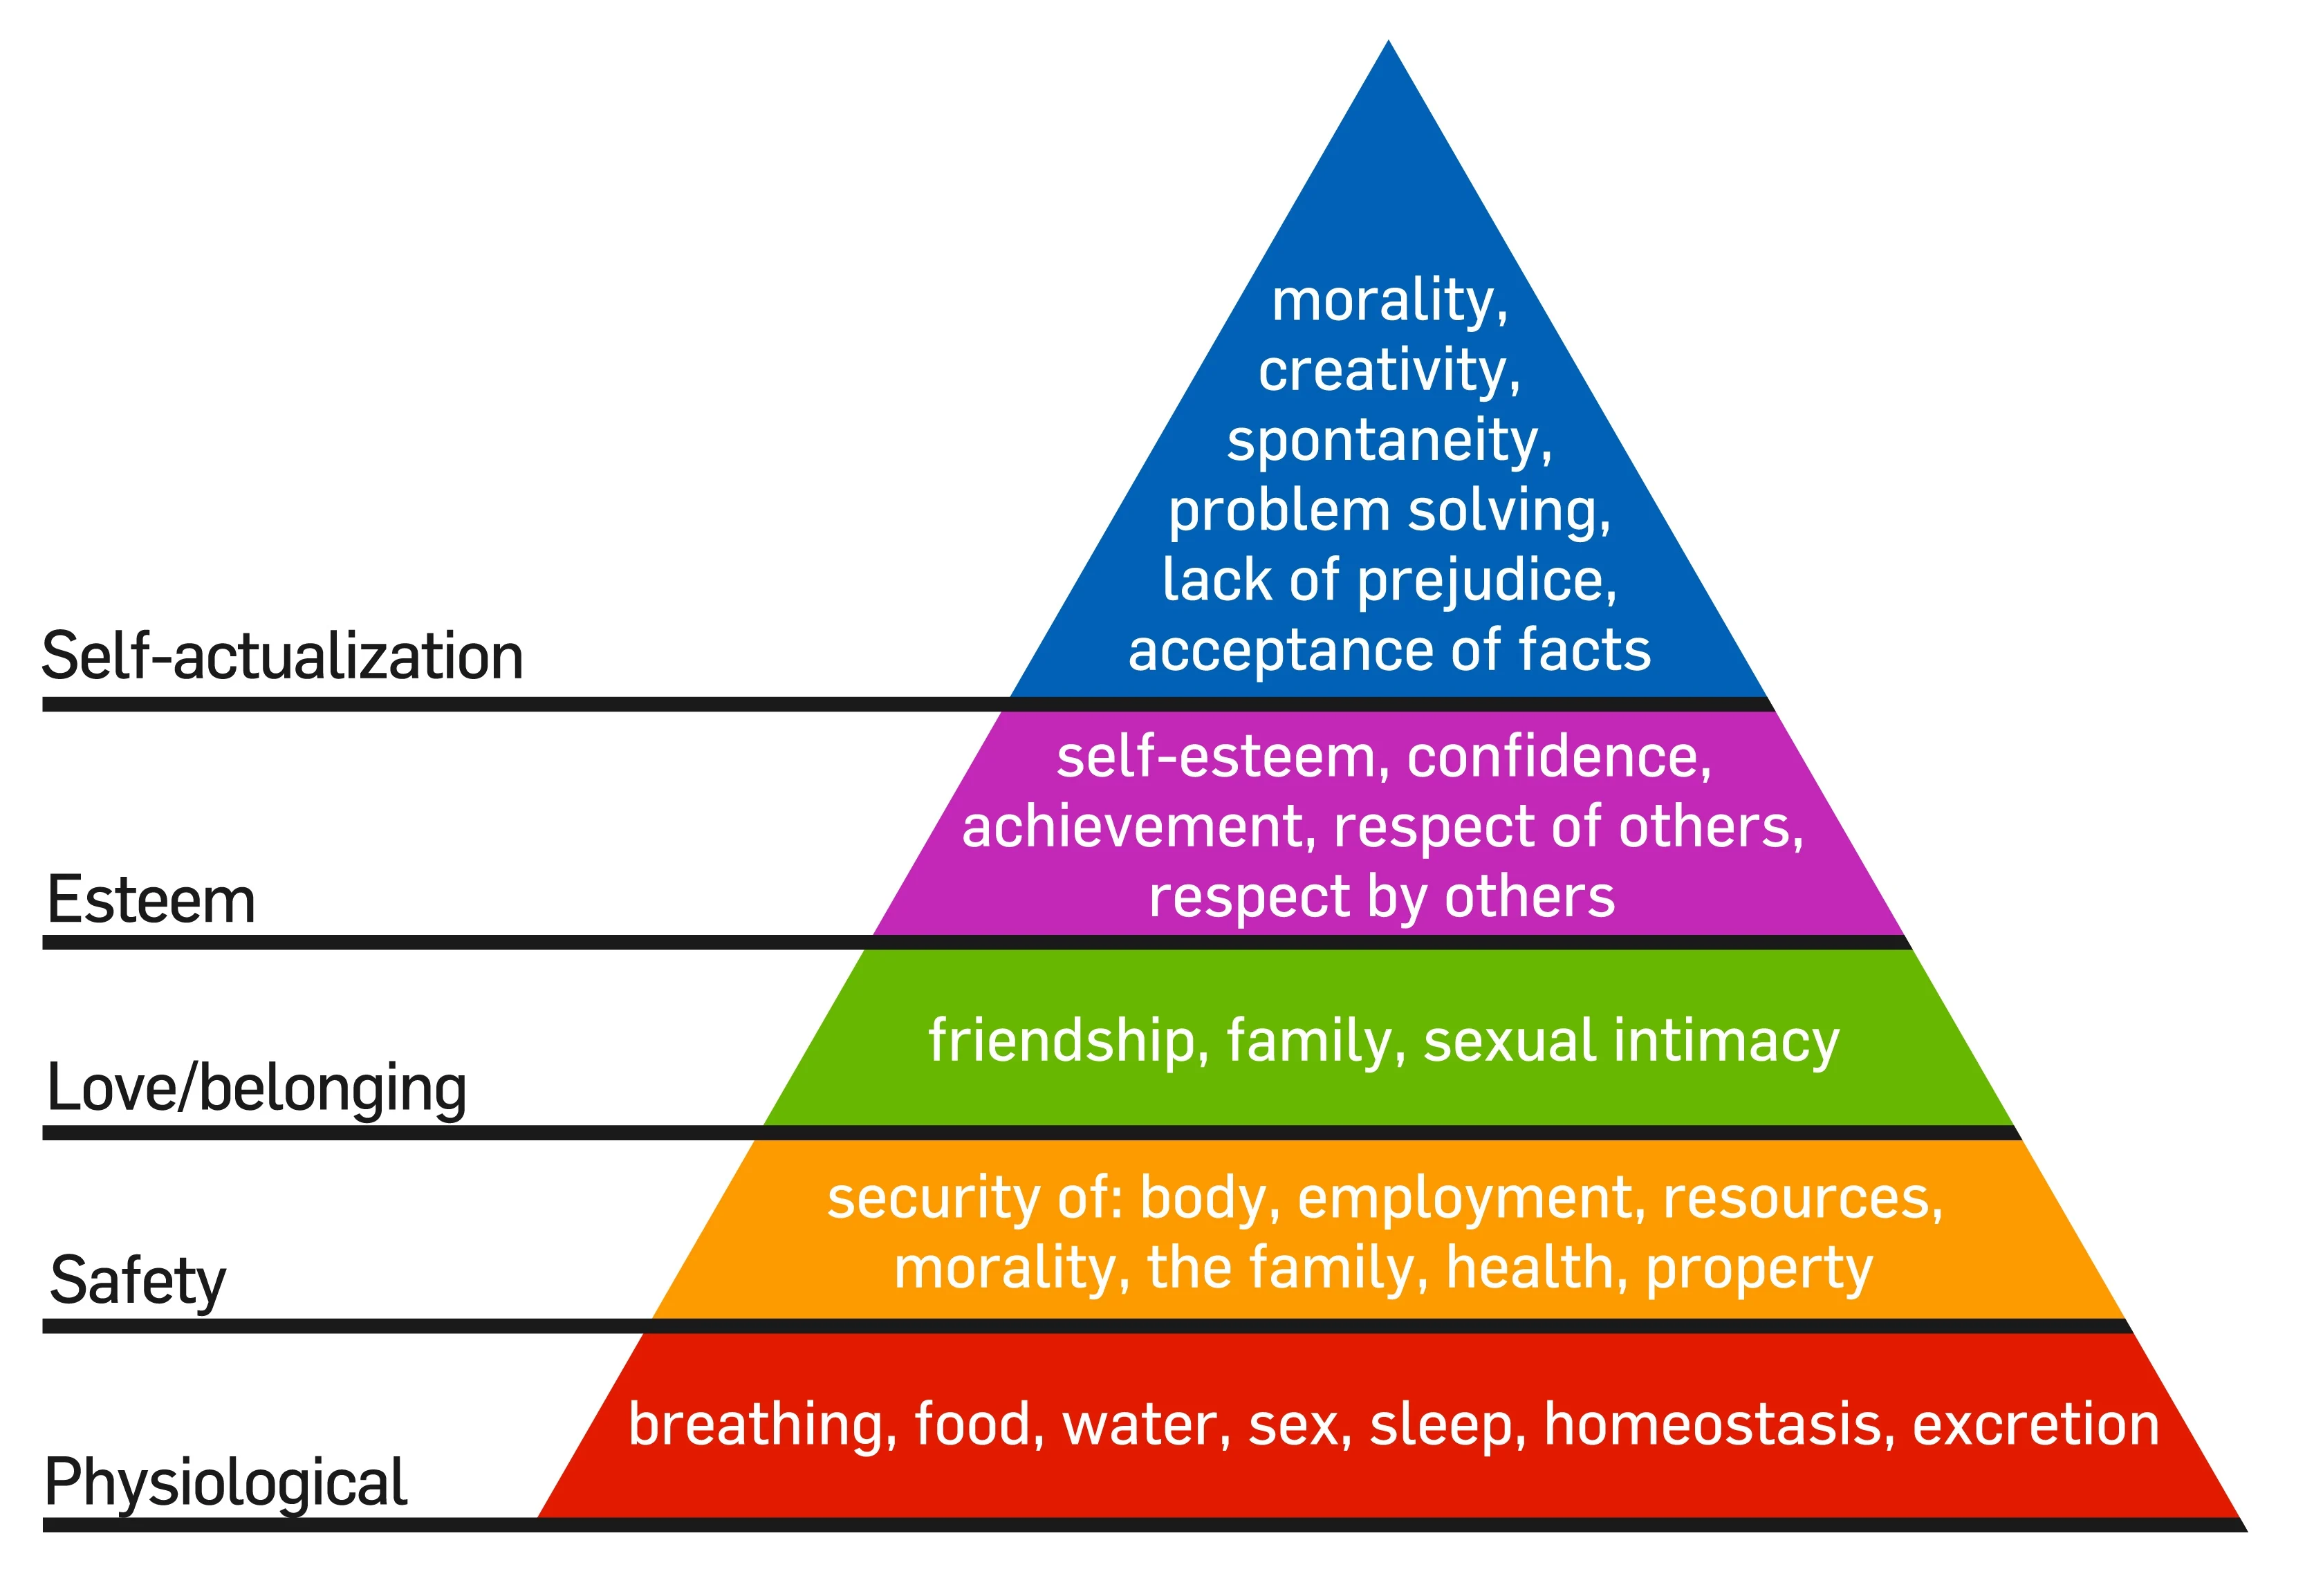 morality,
creativity,
spontaneity,
problem solving,
lack of prejudice,
acceptance of facts
Self-actualization
self-esteem, confidence,
achievement, respect of others,
respect by others
Esteem
friendship, family, sexual intimacy
Love/belonging
security of: body, employment, resources,
morality, the family, health, property
Safety
breathing, food, water, sex, sleep, homeostasis, excretion
Physiological